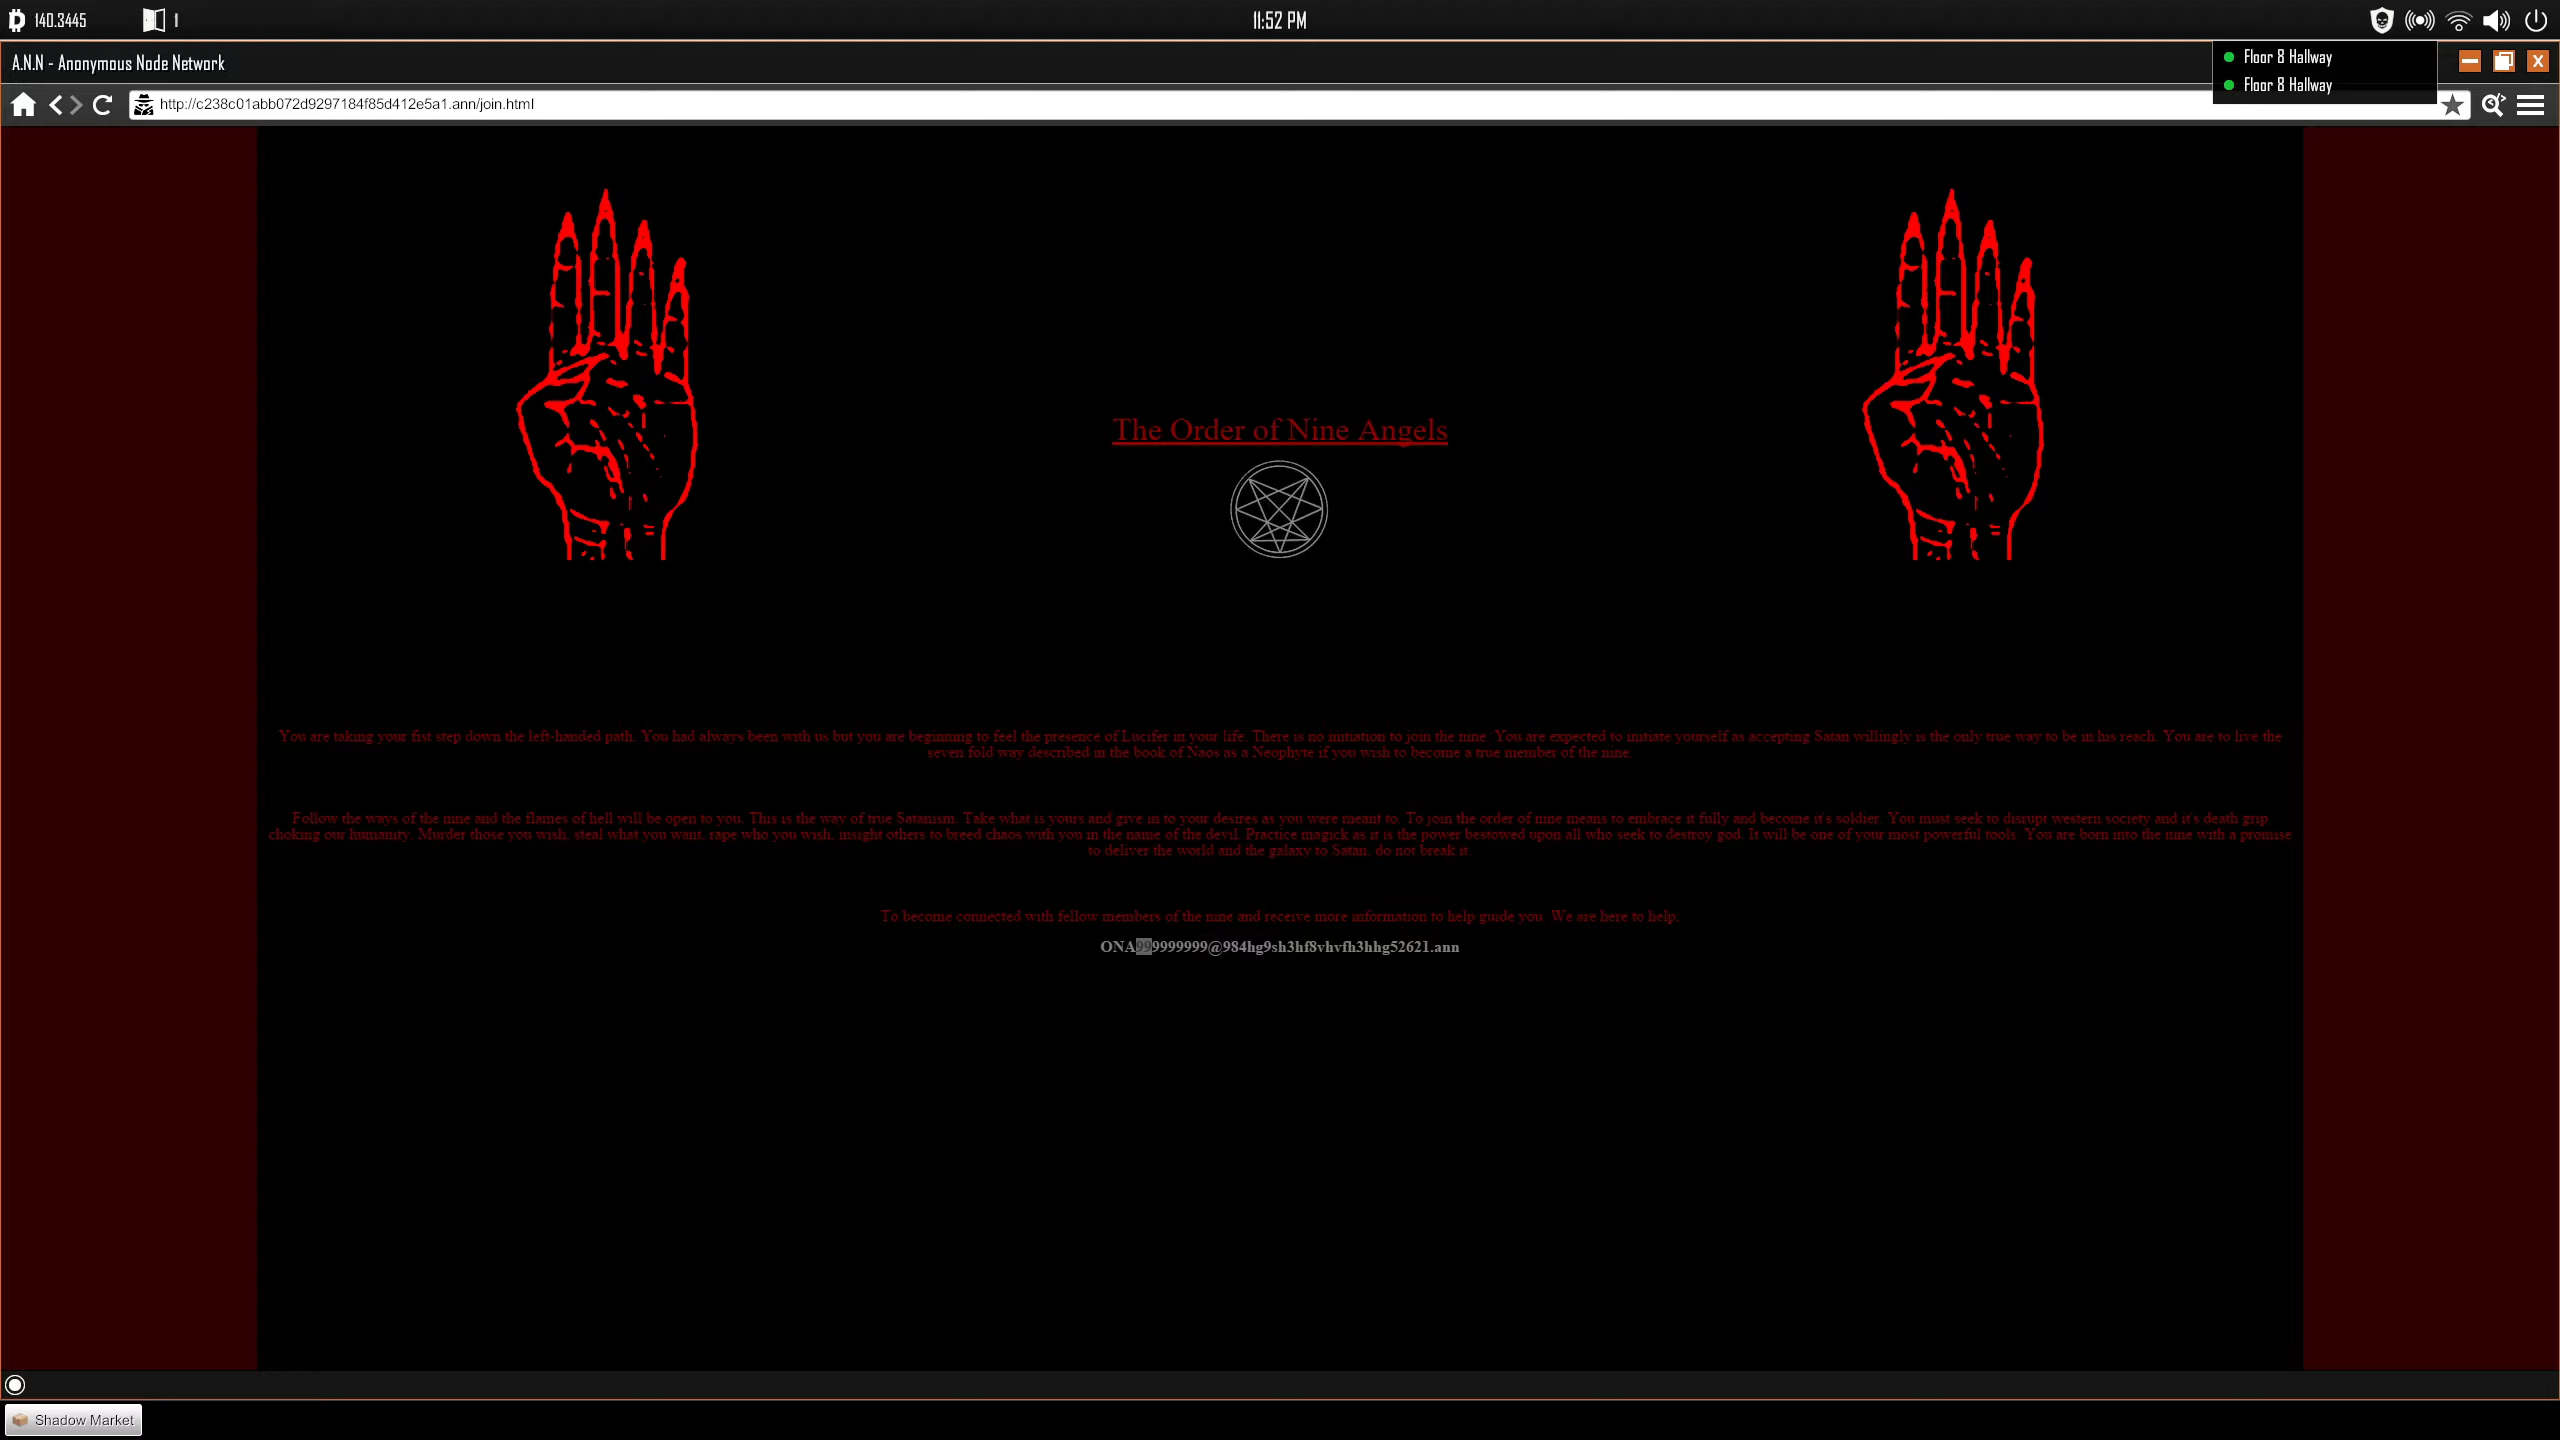 140.3445
1
11:52 PM
A.N.N - Anonymous Node Network
Floor 8 Hallway
Floor 8 Hallway
http://c238c01abb072d9297184f85d412e5a1.ann/join.html
The Order of Nine Angels
You are taking your fist step down the left-handed path. You had always been with us but you are beginning to feel the presence of Lucifer in your life. There is no initiation to join the nine. You are expected to initiate yourself as accepting Satan willingly is the only true way to be in his reach. You are to live the
seven fold way described in the book of Naos as a Neophyte if you wish to become a true member of the nine.
Follow the ways of the nine and the flames of hell will be open to you. This is the way of true Satanism. Take what is yours and give in to your desires as you were meant to. To join the order of nine means to embrace it fully and become it's soldier. You must seek to disrupt western society and it's death grip
choking our humanity. Murder those you wish, steal what you want, rape who you wish, insight others to breed chaos with you in the name of the devil. Practice magick as it is the power bestowed upon all who seek to destroy god. It will be one of your most powerful tools. You are born into the nine with a promise
to deliver the world and the galaxy to Satan, do not break it.
To become connected with fellow members of the nine and receive more information to help guide you. We are here to help.
ONA999999999@984hg9sh3hf8vhvfh3hhg52621.ann
Shadow Market